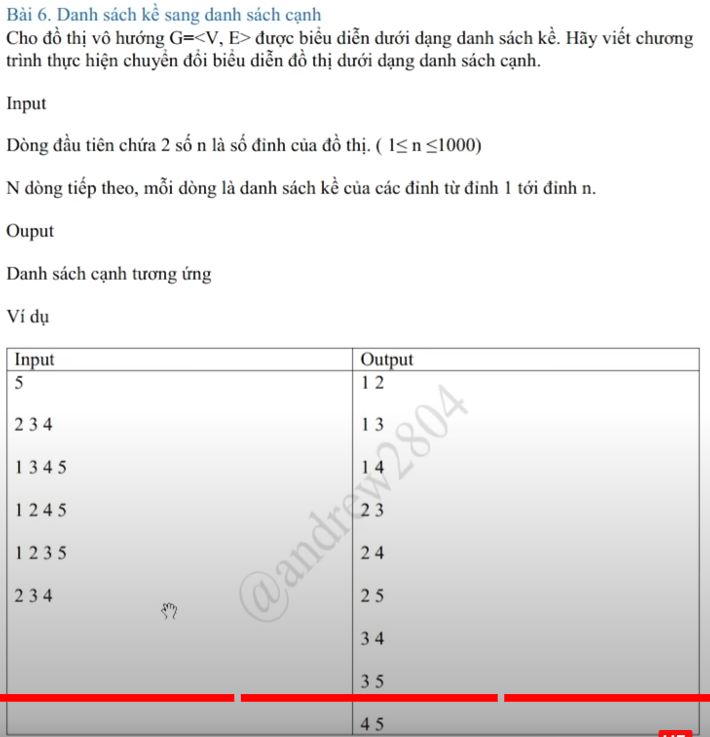 Bài 6. Danh sách kề sang danh sách cạnh
Cho đồ thị vô hướng G=<V, E> được biểu diễn dưới dạng danh sách kề. Hãy viết chương
trình thực hiện chuyển đổi biểu diễn đồ thị dưới dạng danh sách cạnh.
Input
Dòng đầu tiên chứa 2 số n là số đỉnh của đồ thị. ( 1≤ n ≤1000)
N dòng tiếp theo, mỗi dòng là danh sách kề của các đỉnh từ đỉnh 1 tới đỉnh n.
Ouput
Danh sách cạnh tương ứng
Ví dụ
Input Output
5 1 2
2 3 4 1 3
1 3 4 5 1 4
1 2 4 5 2 3
1 2 3 5 2 4
2 3 4 2 5
3 4
3 5
4 5
@andrew2804